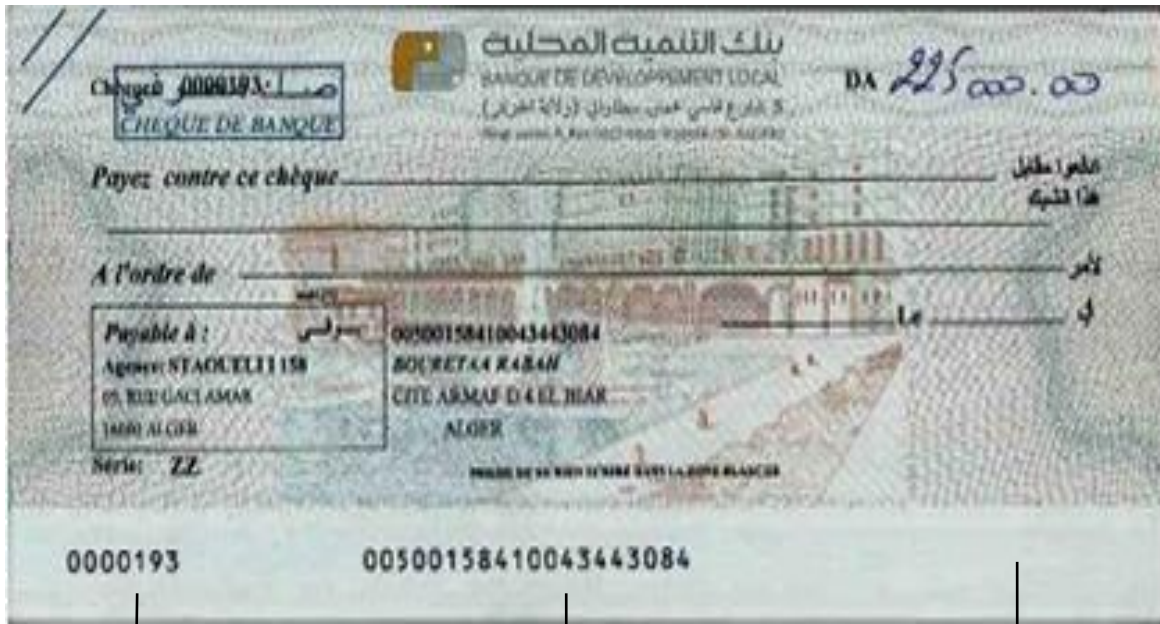 بنك التنمية المحلية
BANQUE DE DEVELOPPEMENT LOCAL
Chèque n° 0000193
CHEQUE DE BANQUE
DA 225 000.00
Payez contre ce chèque
ادفعوا مقابل
هذا الشيك
A l'ordre de
لأمر
Le
في
Payable à :
Agence: STAOUELI 1 158
00500158410043443084
BOURETAA RABAH
CITE ARMAF D 4 EL BIAR
ALGER
05, RUE GACI AMAR
ALGER
Série: ZZ
0000193
00500158410043443084